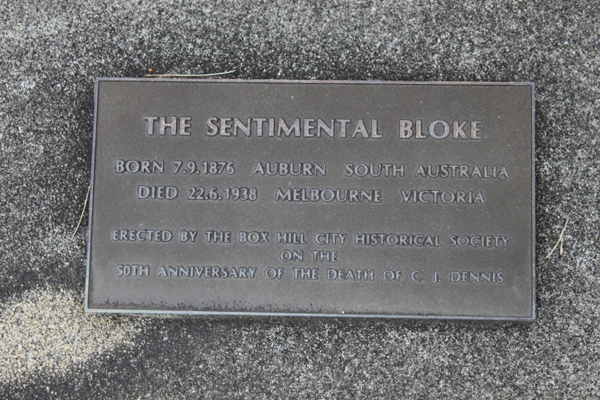 THE SENTIMENTAL BLOKE
BORN 7.9.1876 AUBURN SOUTH AUSTRALIA
DIED 22.6.1938 MELBOURNE VICTORIA
ERECTED BY THE BOX HILL CITY HISTORICAL SOCIETY
ON THE
50TH ANNIVERSARY OF THE DEATH OF C. J. DENNIS